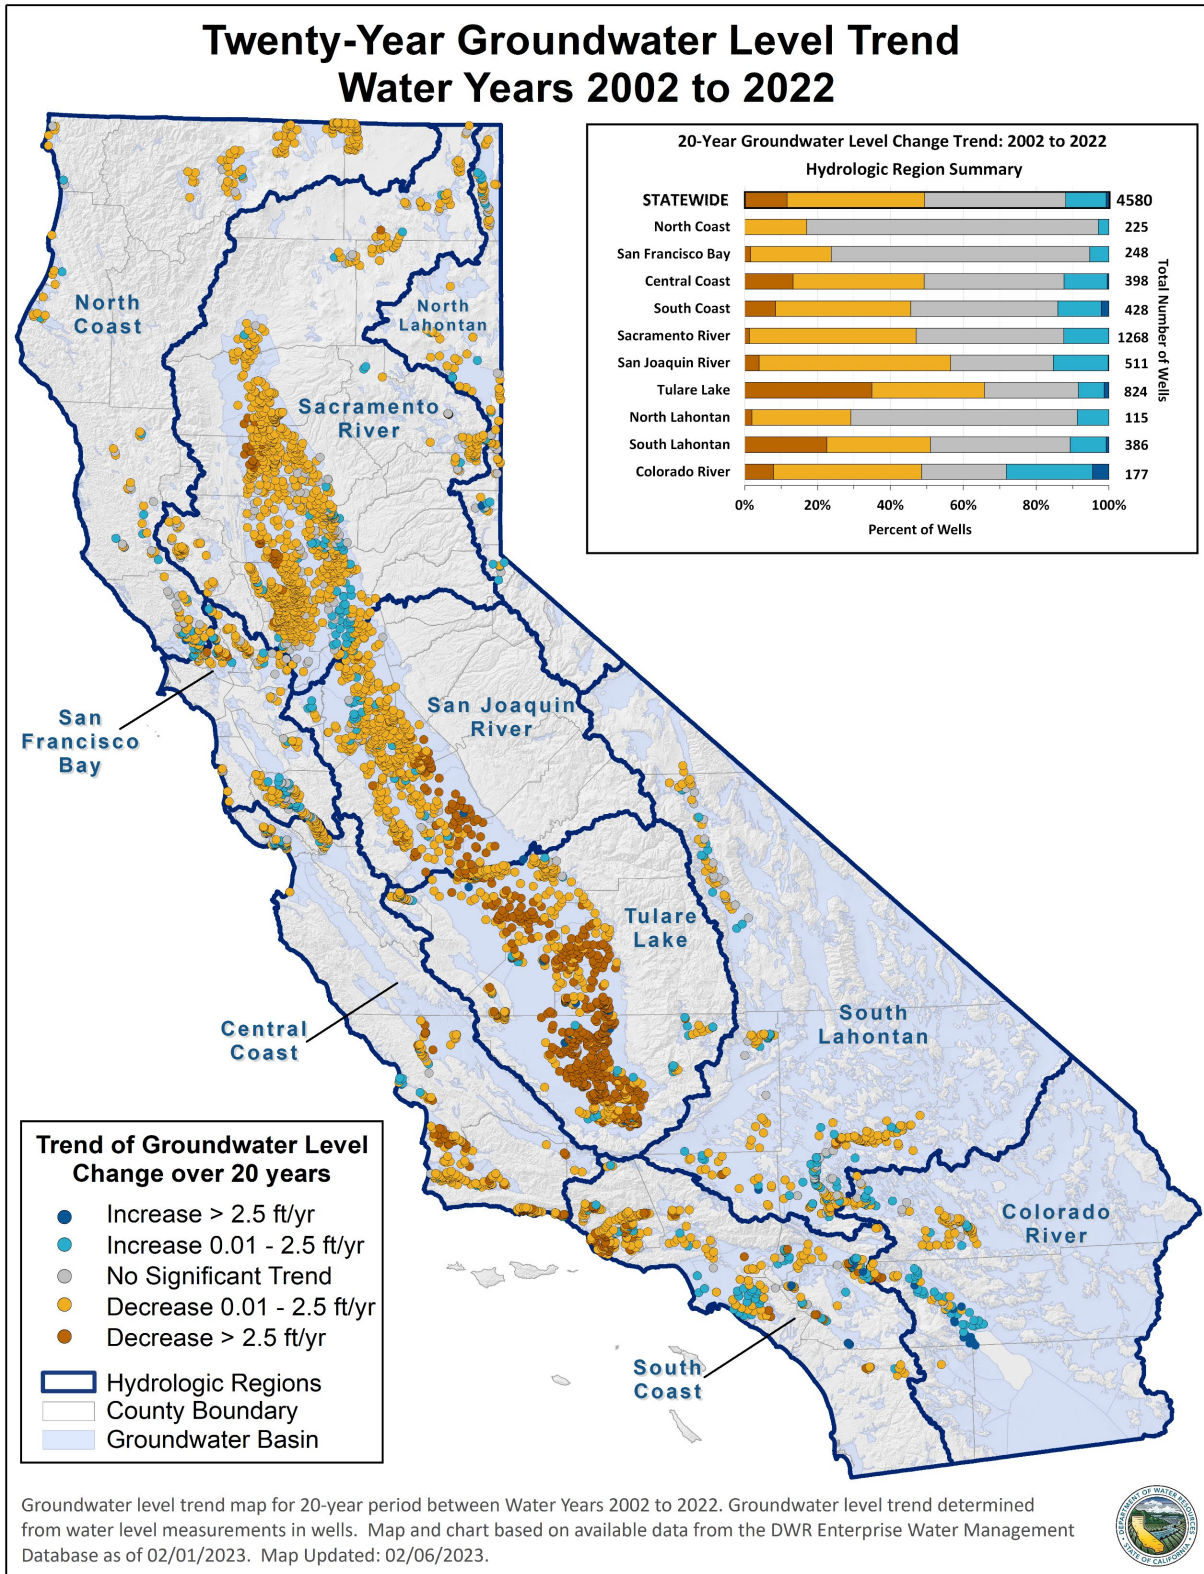 Twenty-Year Groundwater Level Trend
Water Years 2002 to 2022
20-Year Groundwater Level Change Trend: 2002 to 2022
Hydrologic Region Summary
STATEWIDE 4580
North Coast 225
San Francisco Bay 248
Central Coast 398
South Coast 428
Sacramento River 1268
San Joaquin River 511
Tulare Lake 824
North Lahontan 115
South Lahontan 386
Colorado River 177
Total Number of Wells
0% 20% 40% 60% 80% 100%
Percent of Wells
North
Coast
North
Lahontan
Sacramento
River
San Joaquin
River
San
Francisco
Bay
Tulare
Lake
Central
Coast
South
Lahontan
Colorado
River
South
Coast
Trend of Groundwater Level
Change over 20 years
Increase > 2.5 ft/yr
Increase 0.01 - 2.5 ft/yr
No Significant Trend
Decrease 0.01 - 2.5 ft/yr
Decrease > 2.5 ft/yr
Hydrologic Regions
County Boundary
Groundwater Basin
Groundwater level trend map for 20-year period between Water Years 2002 to 2022. Groundwater level trend determined
from water level measurements in wells. Map and chart based on available data from the DWR Enterprise Water Management
Database as of 02/01/2023. Map Updated: 02/06/2023.
DEPARTMENT OF WATER RESOURCES
STATE OF CALIFORNIA